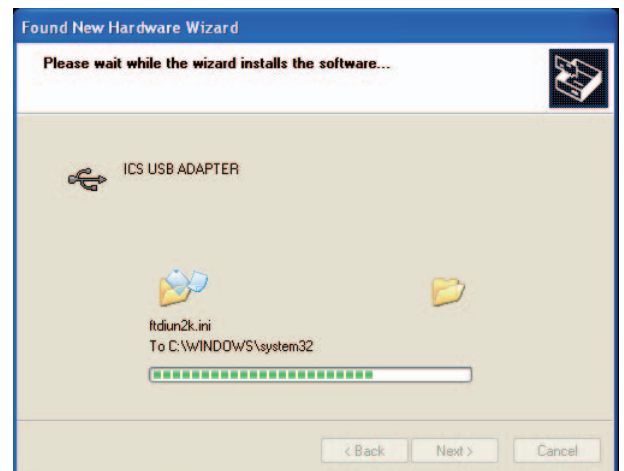 Found New Hardware Wizard
Please wait while the wizard installs the software...
ICS USB ADAPTER
ftdiun2k.ini
To C:\WINDOWS\system32
< Back Next > Cancel